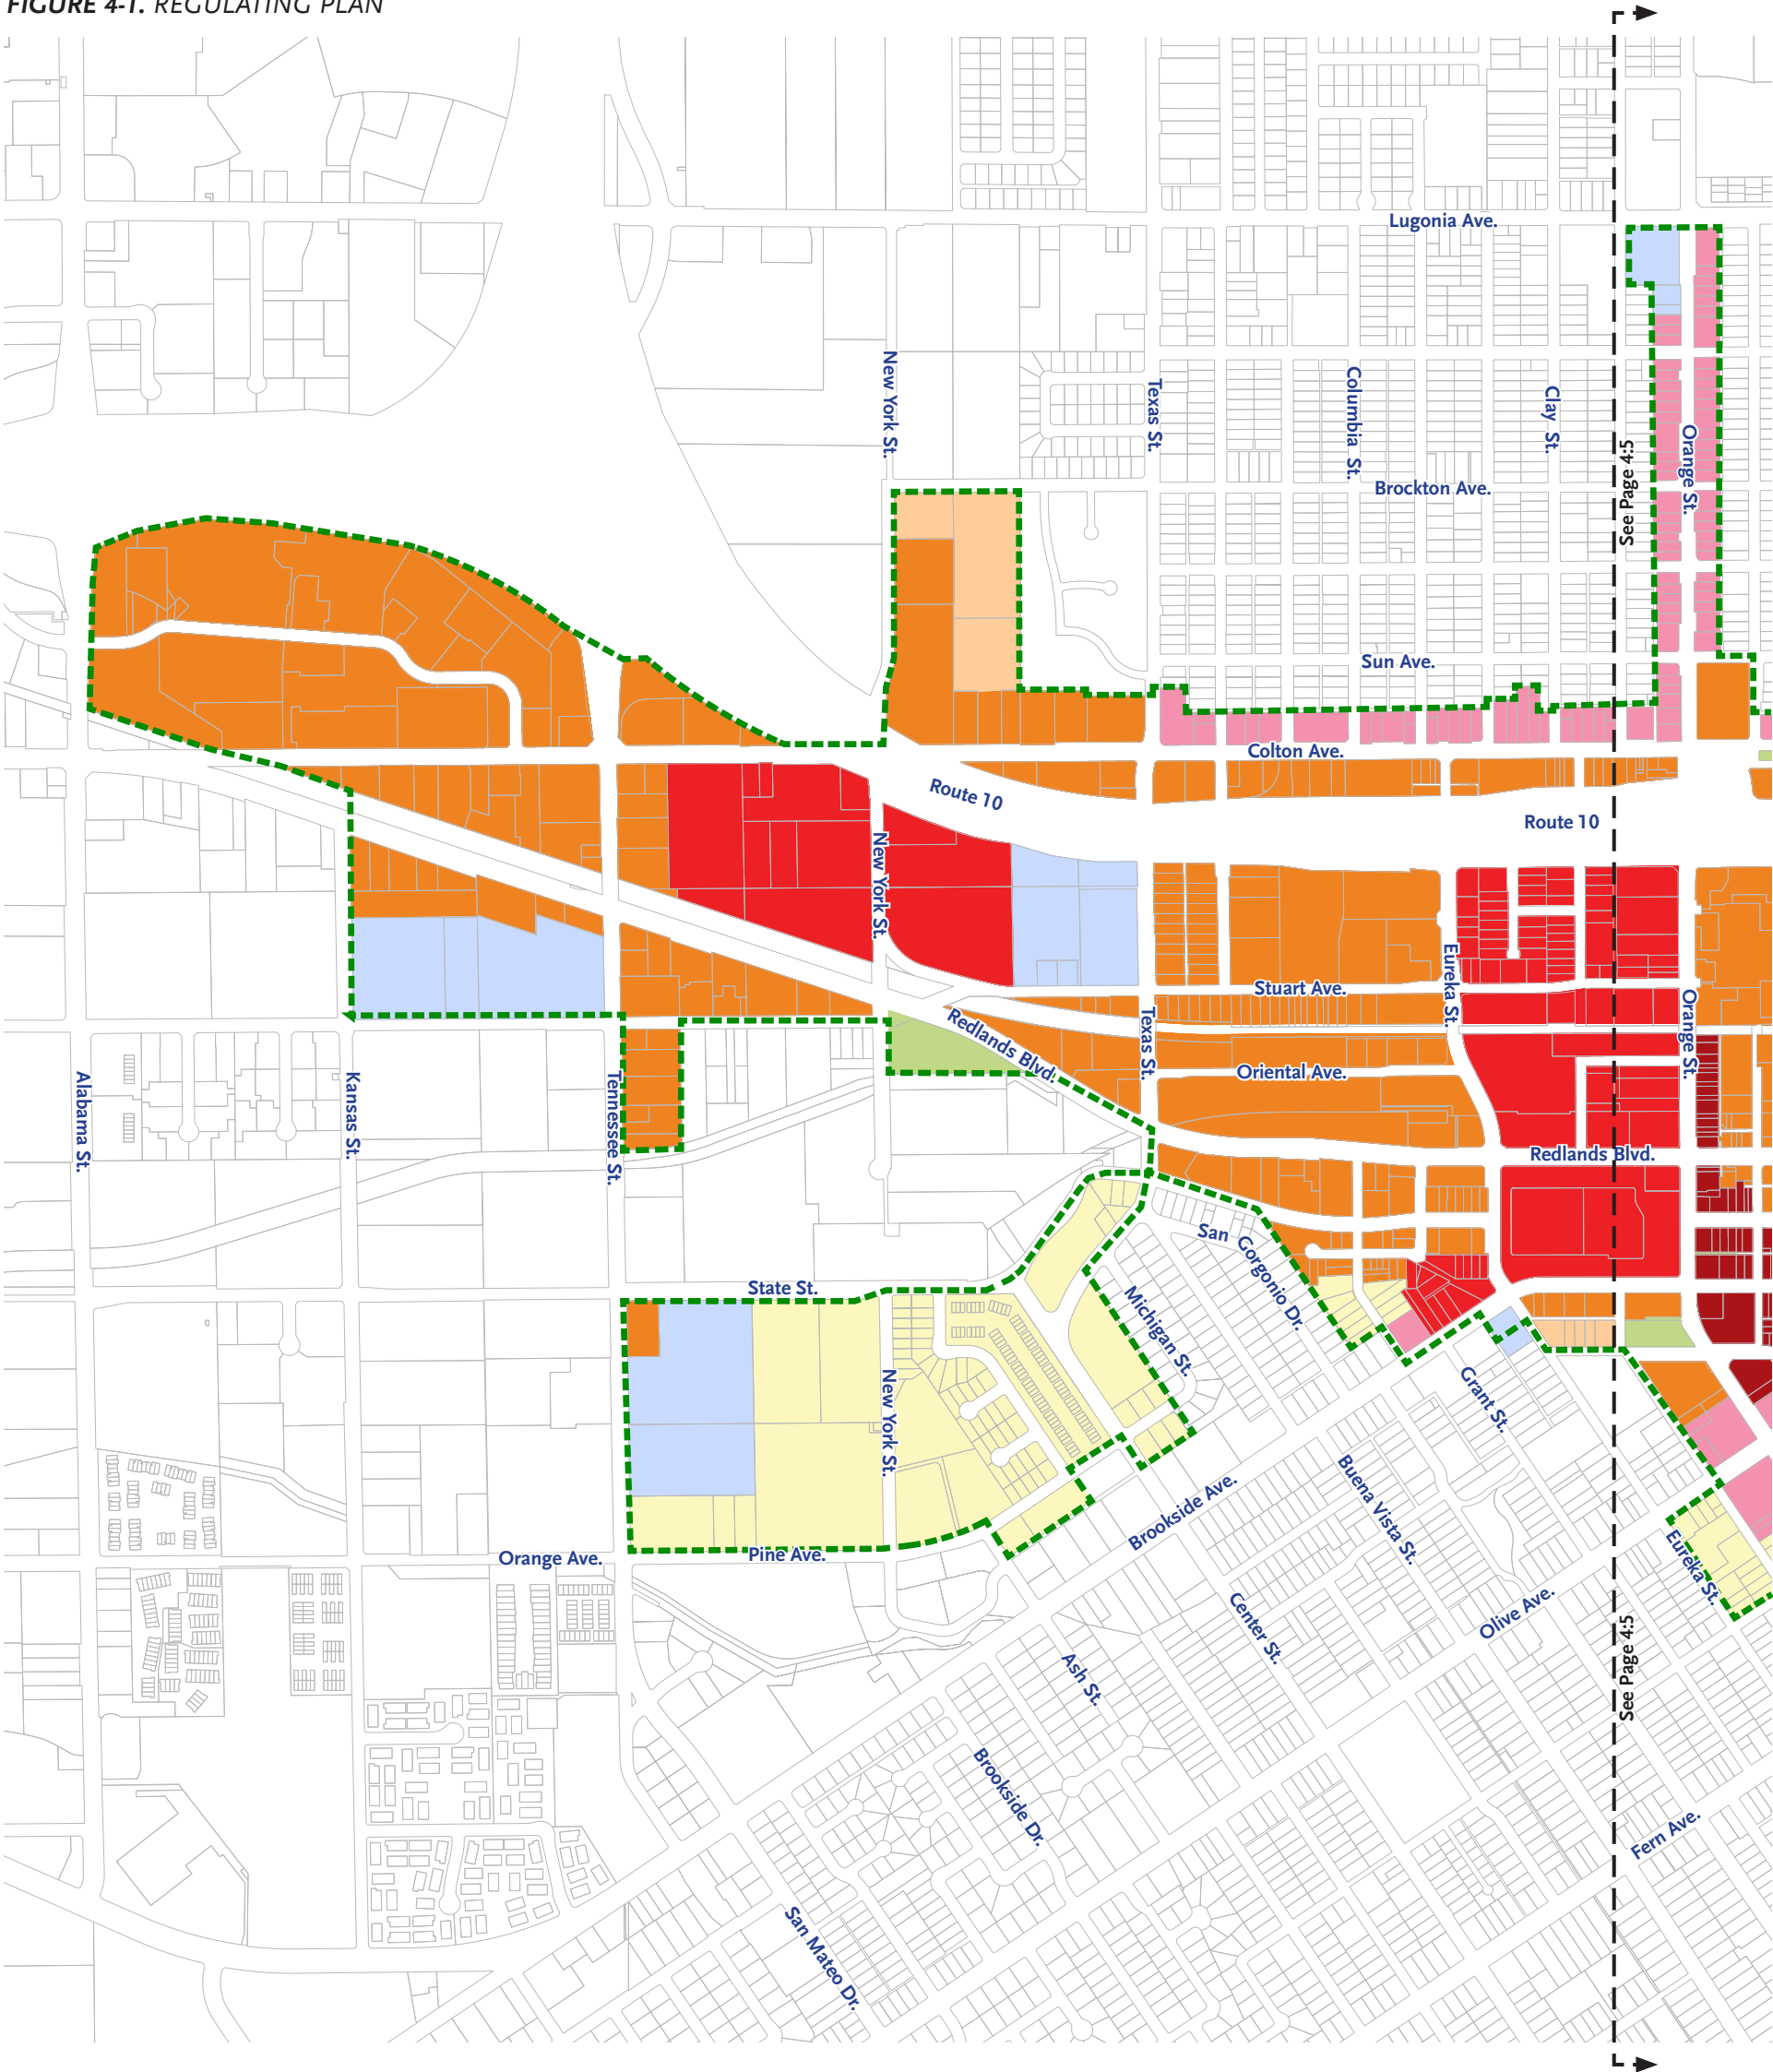 FIGURE 4-1. REGULATING PLAN
Lugonia Ave.
New York St.
Texas St.
Columbia St.
Clay St.
Orange St.
See Page 4:5
Brockton Ave.
Sun Ave.
Colton Ave.
Route 10
Route 10
New York St.
Eureka St.
Stuart Ave.
Orange St.
Redlands Blvd.
Texas St.
Oriental Ave.
Alabama St.
Kansas St.
Tennessee St.
Redlands Blvd.
San Gorgonio Dr.
State St.
Michigan St.
New York St.
Grant St.
Buena Vista St.
Brookside Ave.
Orange Ave.
Pine Ave.
Eureka St.
Center St.
Olive Ave.
See Page 4:5
Ash St.
Brookside Dr.
Fern Ave.
San Mateo Dr.